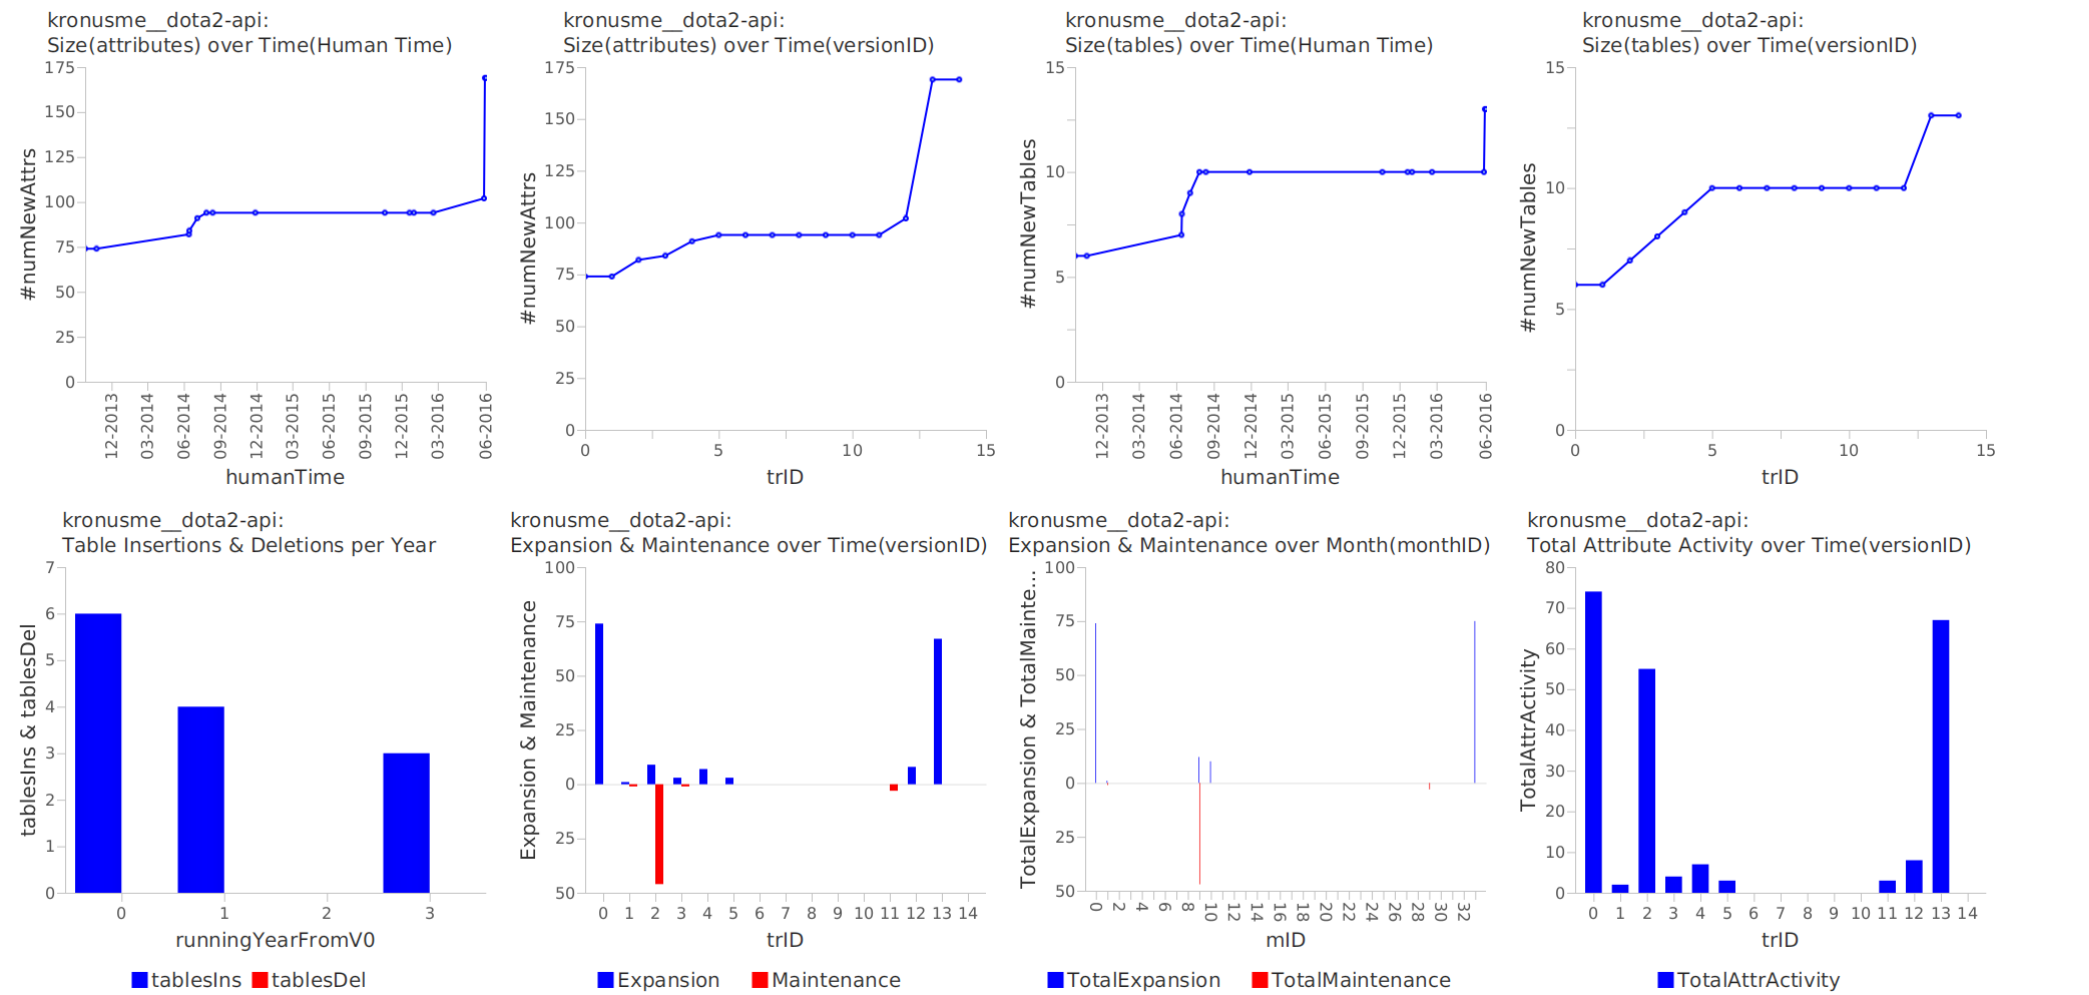 kronusme__dota2-api:
Size(attributes) over Time(Human Time)
175
150
125
100
75
50
25
0
#numNewAttrs
12-2013
03-2014
06-2014
09-2014
12-2014
03-2015
06-2015
09-2015
12-2015
03-2016
06-2016
humanTime
kronusme__dota2-api:
Size(attributes) over Time(versionID)
175
150
125
100
75
50
25
0
#numNewAttrs
0 5 10 15
trID
kronusme__dota2-api:
Size(tables) over Time(Human Time)
15
10
5
0
#numNewTables
12-2013
03-2014
06-2014
09-2014
12-2014
03-2015
06-2015
09-2015
12-2015
03-2016
06-2016
humanTime
kronusme__dota2-api:
Size(tables) over Time(versionID)
15
10
5
0
#numNewTables
0 5 10 15
trID
kronusme__dota2-api:
Table Insertions & Deletions per Year
7
6
5
4
3
2
1
0
tablesIns & tablesDel
0 1 2 3
runningYearFromV0
tablesIns tablesDel
kronusme__dota2-api:
Expansion & Maintenance over Time(versionID)
100
75
50
25
0
25
50
Expansion & Maintenance
0 1 2 3 4 5 6 7 8 9 10 11 12 13 14
trID
Expansion Maintenance
kronusme__dota2-api:
Expansion & Maintenance over Month(monthID)
100
75
50
25
0
25
50
TotalExpansion & TotalMainte...
0 2 4 6 8 10 12 14 16 18 20 22 24 26 28 30 32
mID
TotalExpansion TotalMaintenance
kronusme__dota2-api:
Total Attribute Activity over Time(versionID)
80
70
60
50
40
30
20
10
0
TotalAttrActivity
0 1 2 3 4 5 6 7 8 9 10 11 12 13 14
trID
TotalAttrActivity